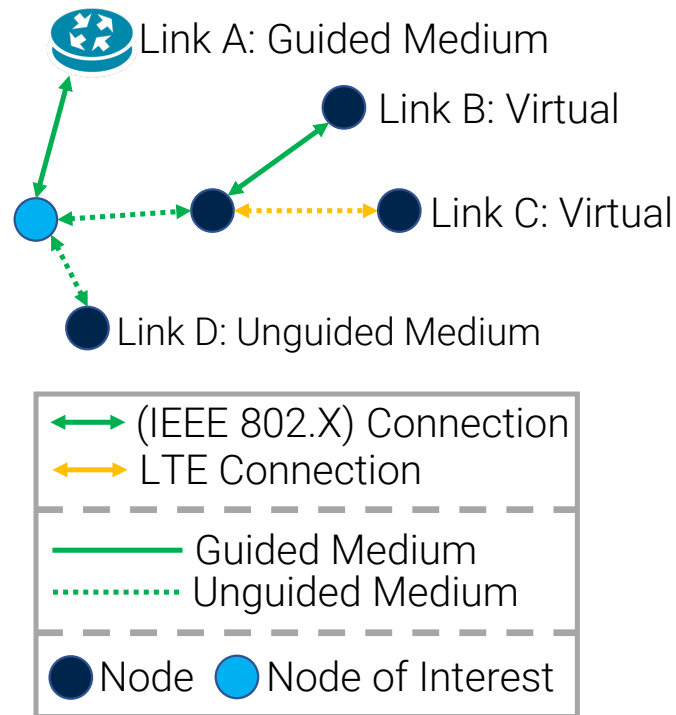 Link A: Guided Medium
Link B: Virtual
Link C: Virtual
Link D: Unguided Medium
(IEEE 802.X) Connection
LTE Connection
Guided Medium
Unguided Medium
Node Node of Interest